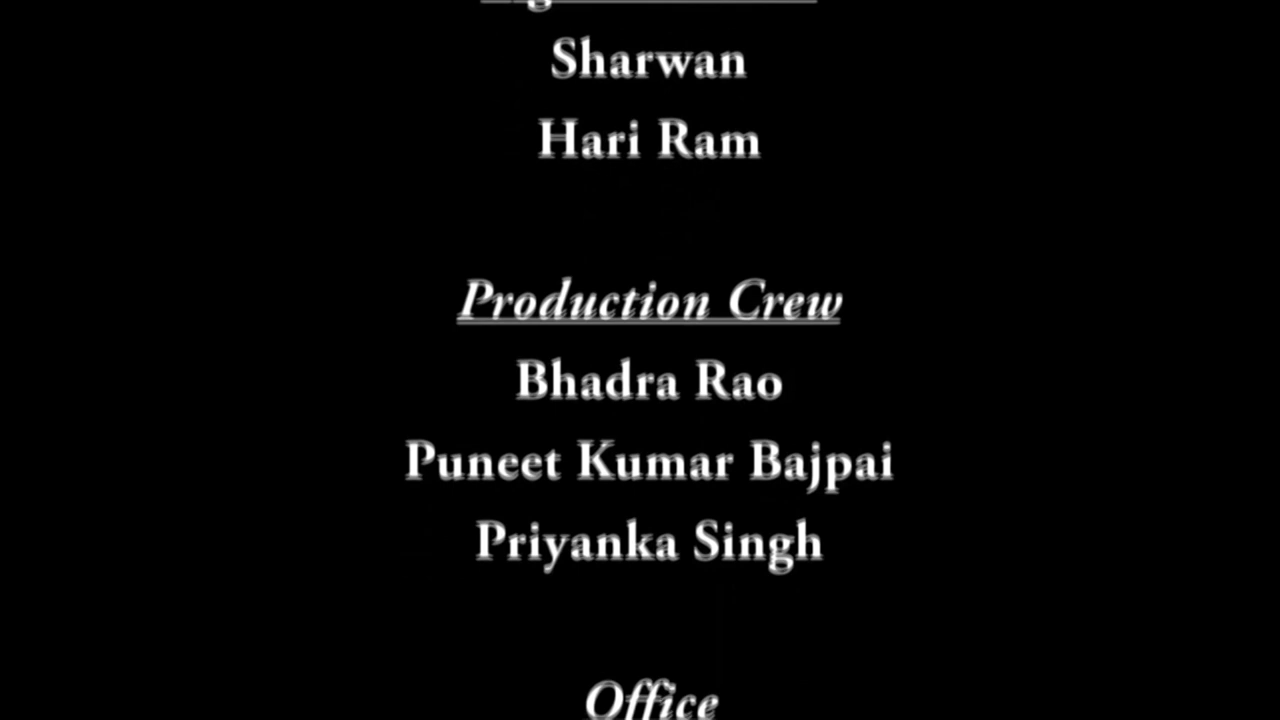 Sharwan
Hari Ram
Production Crew
Bhadra Rao
Puneet Kumar Bajpai
Priyanka Singh
Office